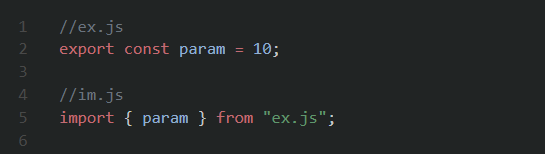 1 //ex.js
2 export const param = 10;
3
4 //im.js
5 import { param } from "ex.js";
6